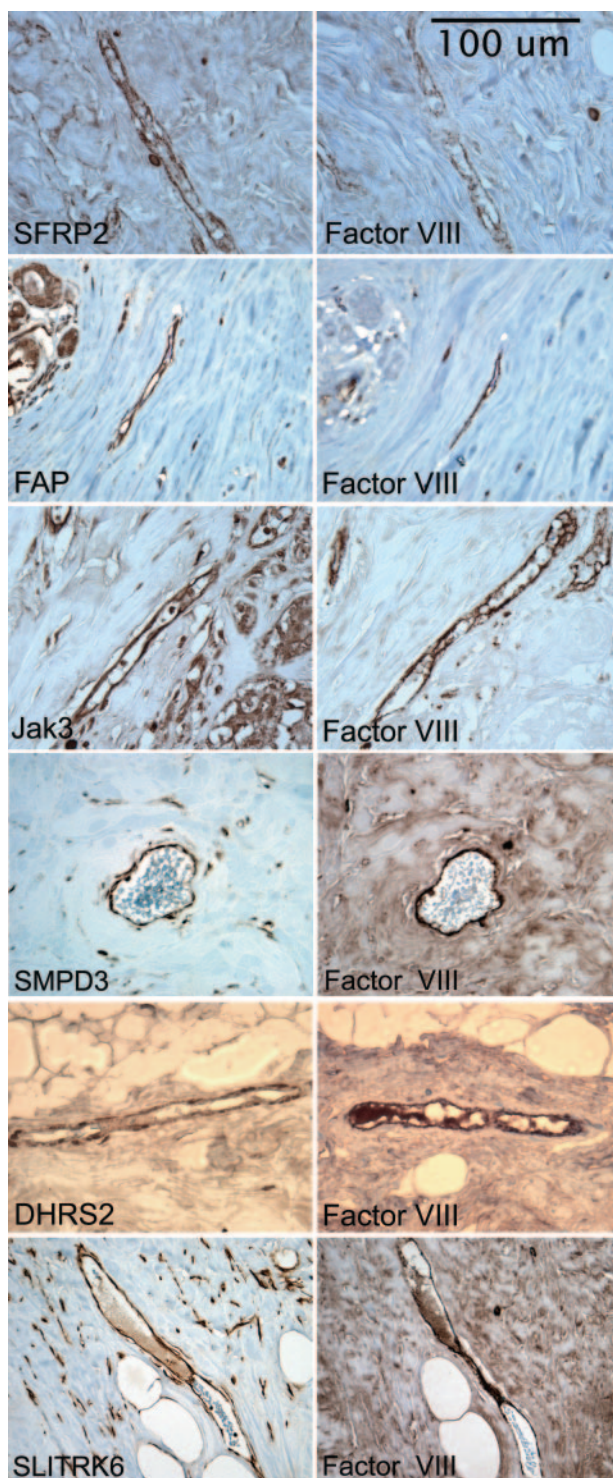 100 um
SFRP2
Factor VIII
FAP
Factor VIII
Jak3
Factor VIII
SMPD3
Factor VIII
DHRS2
Factor VIII
SLITRK6
Factor VIII